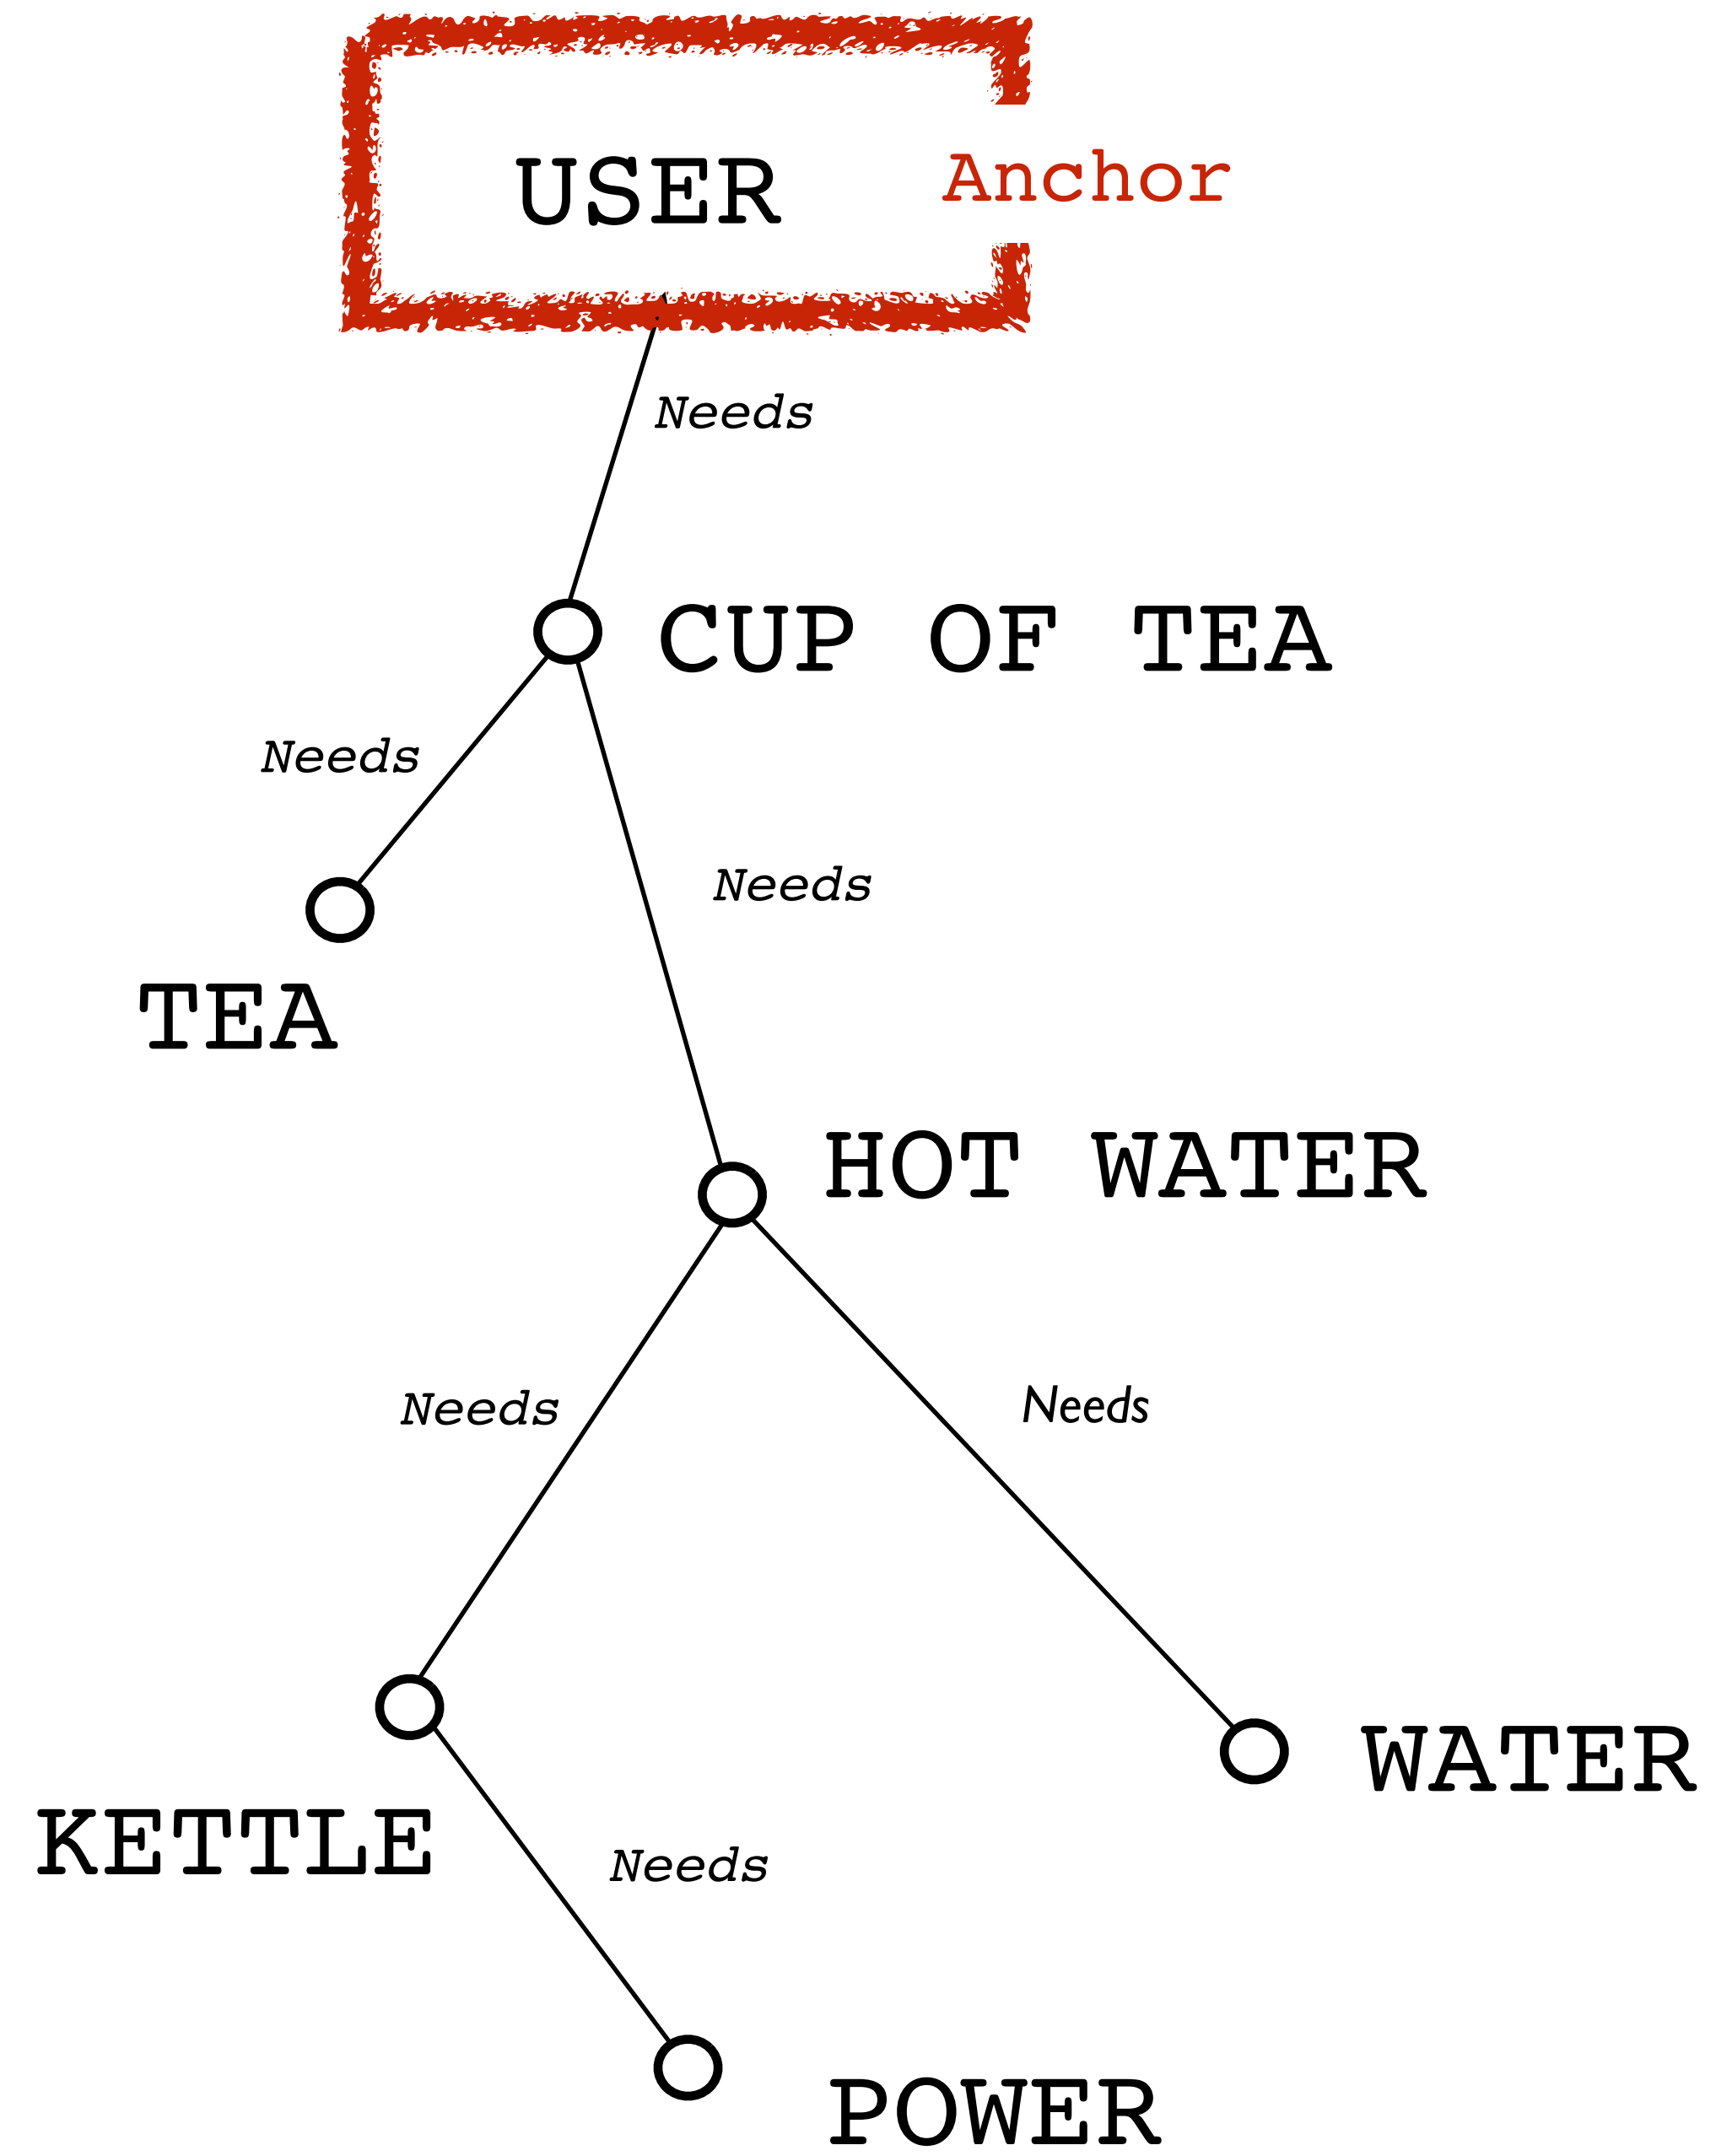 USER
Anchor
Needs
CUP OF TEA
Needs
Needs
TEA
HOT WATER
Needs
Needs
WATER
KETTLE
Needs
POWER